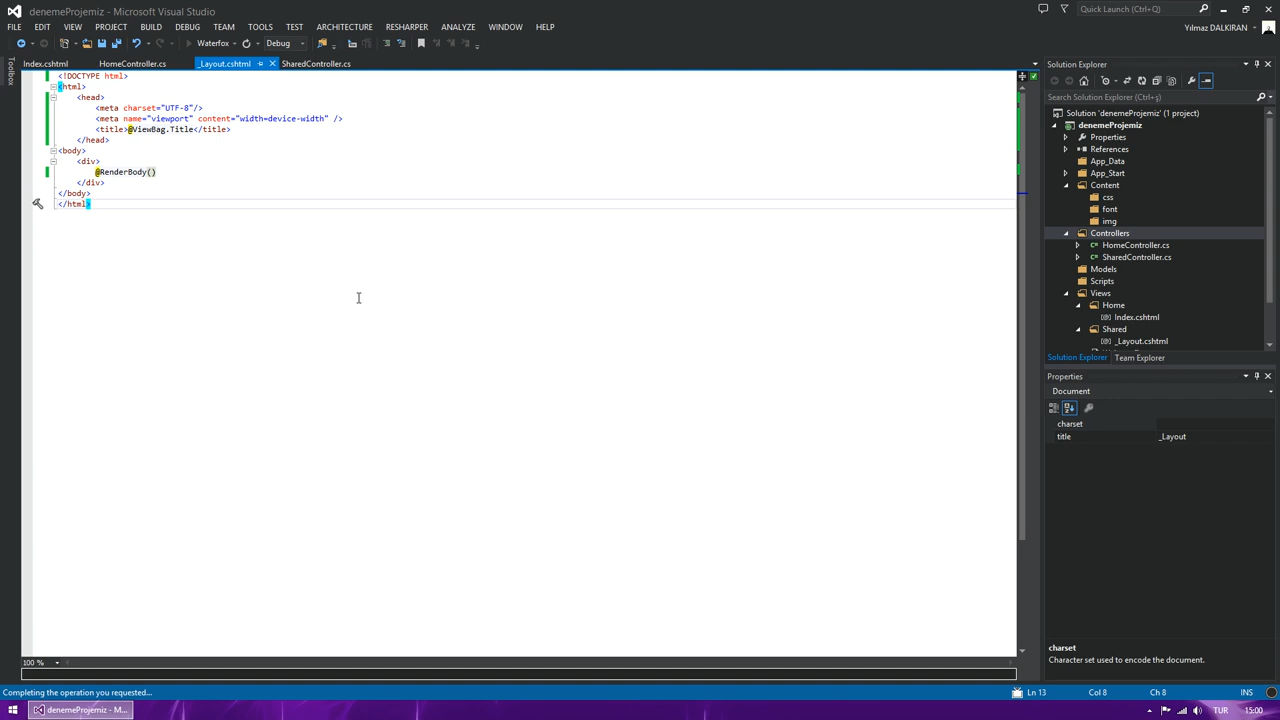 denemeProjemiz - Microsoft Visual Studio
Quick Launch (Ctrl+Q)
FILE EDIT VIEW PROJECT BUILD DEBUG TEAM TOOLS TEST ARCHITECTURE RESHARPER ANALYZE WINDOW HELP
Yılmaz DALKIRAN
Waterfox Debug
Toolbox
Index.cshtml HomeController.cs _Layout.cshtml SharedController.cs
<!DOCTYPE html>
<html>
<head>
<meta charset="UTF-8"/>
<meta name="viewport" content="width=device-width" />
<title>@ViewBag.Title</title>
</head>
<body>
<div>
@RenderBody()
</div>
</body>
</html>
100 %
Solution Explorer
Search Solution Explorer (Ctrl+ş)
Solution 'denemeProjemiz' (1 project)
denemeProjemiz
Properties
References
App_Data
App_Start
Content
css
font
img
Controllers
HomeController.cs
SharedController.cs
Models
Scripts
Views
Home
Index.cshtml
Shared
_Layout.cshtml
Solution Explorer Team Explorer
Properties
Document
charset
title _Layout
charset
Character set used to encode the document.
Completing the operation you requested...
Ln 13 Col 8 Ch 8 INS
denemeProjemiz - M...
TUR 15:00